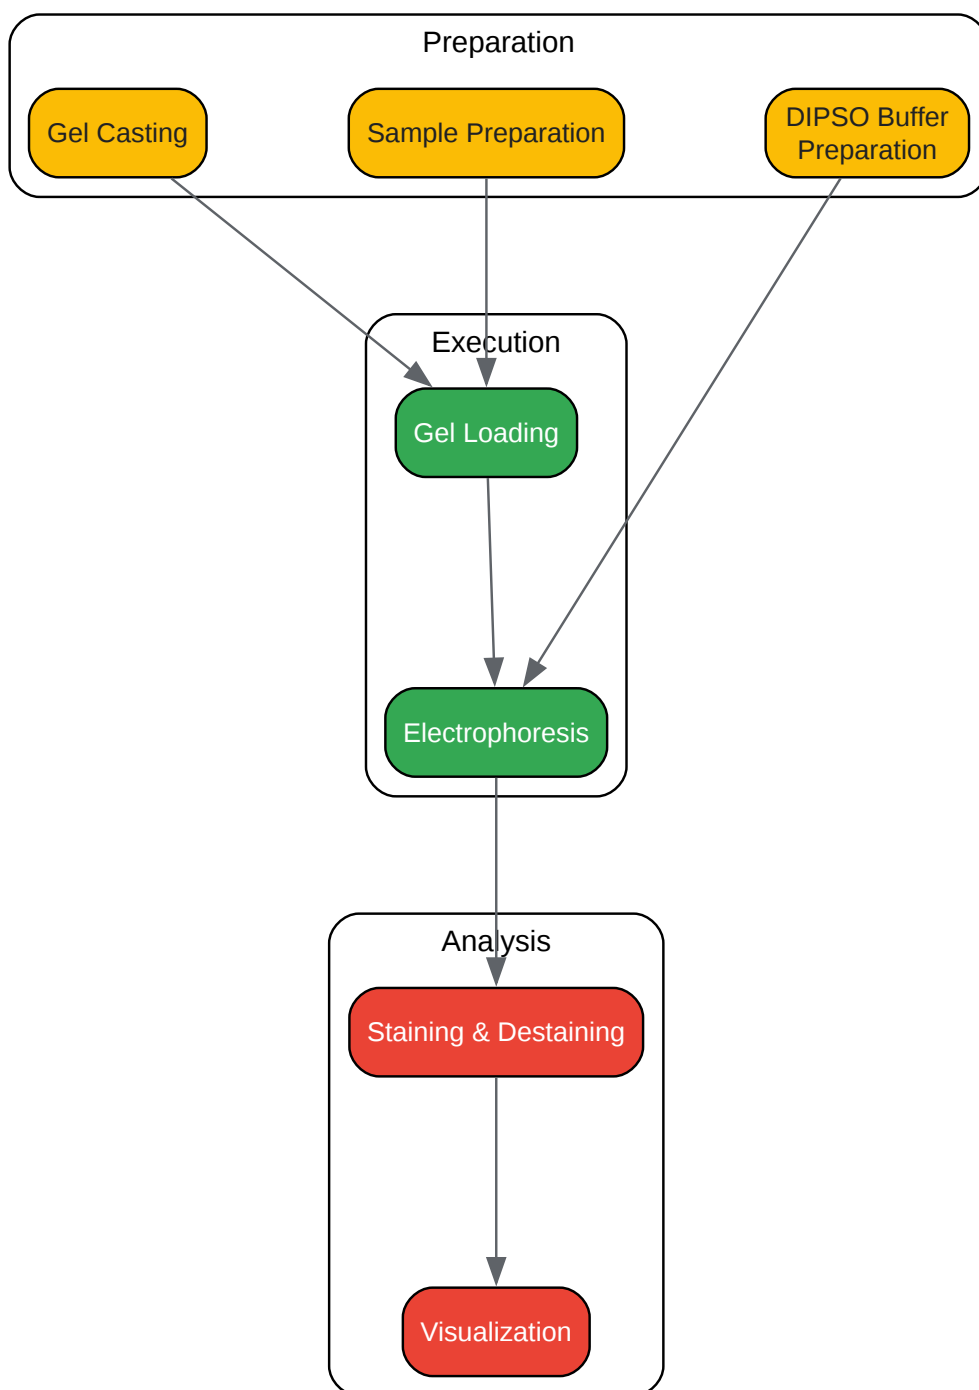 Preparation
Gel Casting
Sample Preparation
DIPSO Buffer
Preparation
Execution
Gel Loading
Electrophoresis
Analysis
Staining & Destaining
Visualization